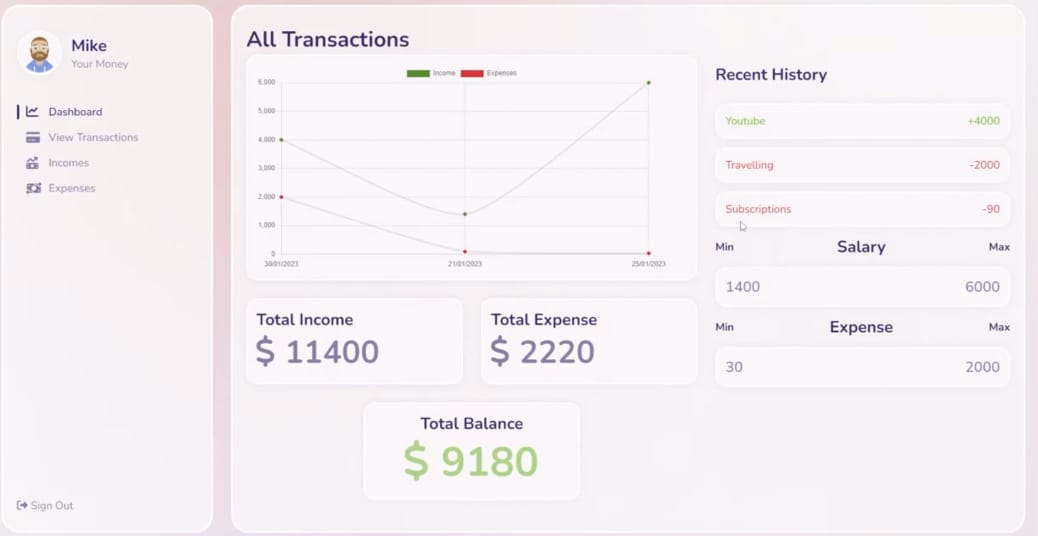 Mike
Your Money
Dashboard
View Transactions
Incomes
Expenses
Sign Out
All Transactions
Income Expenses
6,000
5,000
4,000
3,000
2,000
1,000
0
30/01/2023 21/01/2023 25/01/2023
Total Income
$ 11400
Total Expense
$ 2220
Total Balance
$ 9180
Recent History
Youtube +4000
Travelling -2000
Subscriptions -90
Min Salary Max
1400 6000
Min Expense Max
30 2000